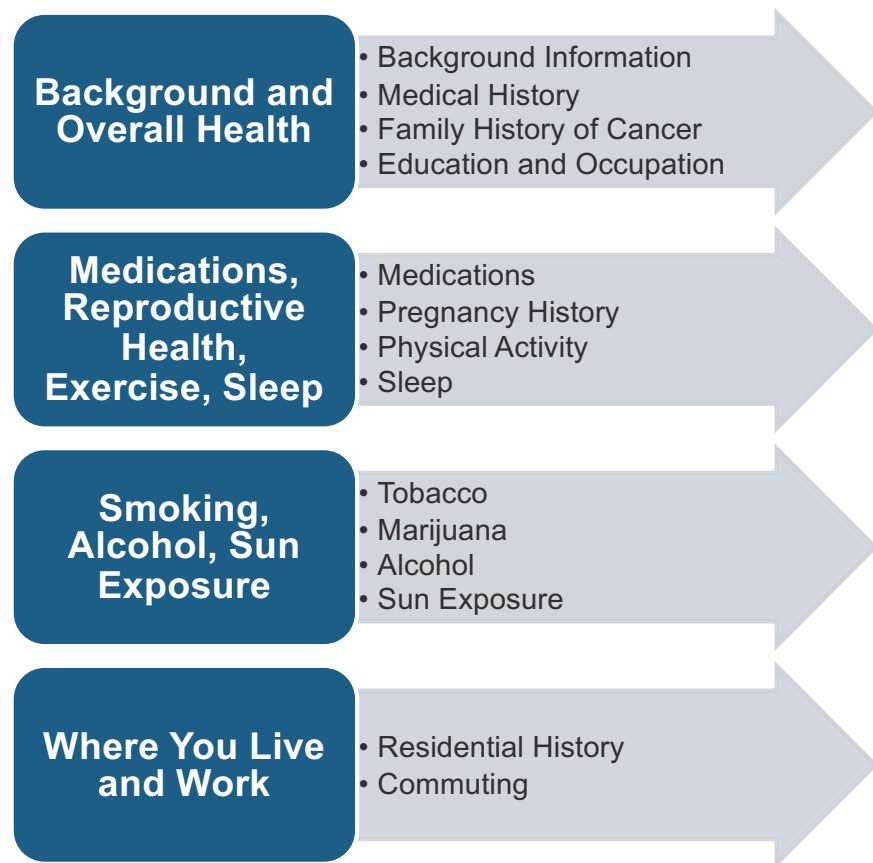 Background and
Overall Health
• Background Information
• Medical History
• Family History of Cancer
• Education and Occupation
Medications,
Reproductive
Health,
Exercise, Sleep
• Medications
• Pregnancy History
• Physical Activity
• Sleep
Smoking,
Alcohol, Sun
Exposure
• Tobacco
• Marijuana
• Alcohol
• Sun Exposure
Where You Live
and Work
• Residential History
• Commuting